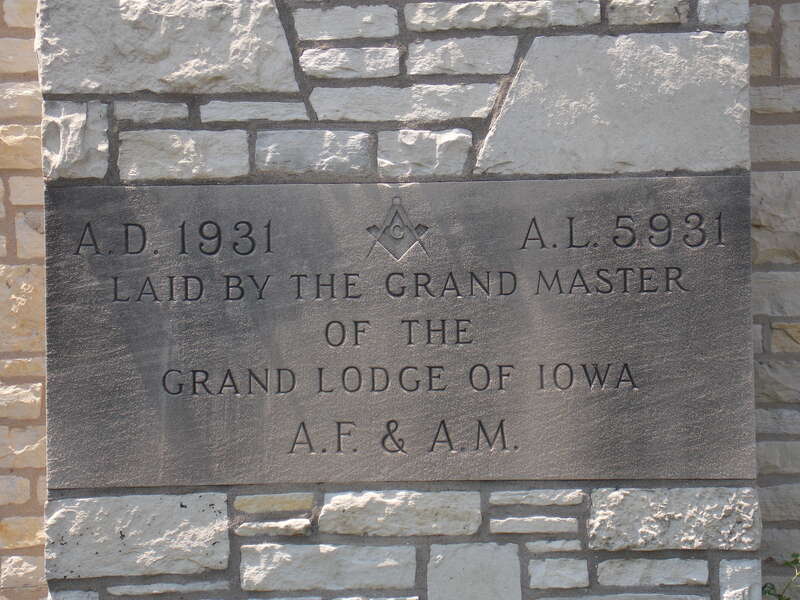 A.D. 1931 G A.L. 5931
LAID BY THE GRAND MASTER
OF THE
GRAND LODGE OF IOWA
A.F. & A.M.